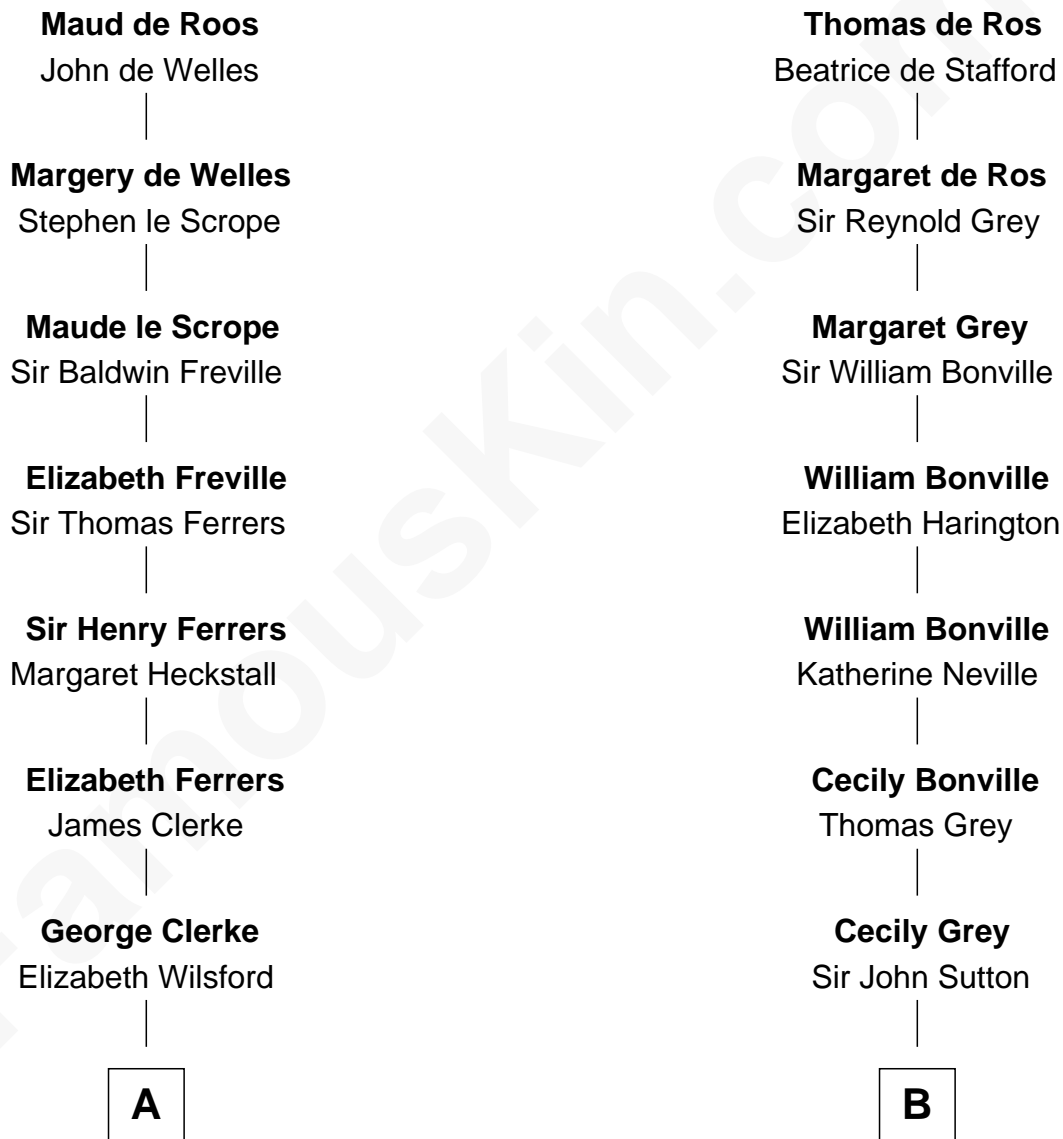 Maud de Roos
John de Welles
Margery de Welles
Stephen le Scrope
Maude le Scrope
Sir Baldwin Freville
Elizabeth Freville
Sir Thomas Ferrers
Sir Henry Ferrers
Margaret Heckstall
Elizabeth Ferrers
James Clerke
George Clerke
Elizabeth Wilsford
A
Thomas de Ros
Beatrice de Stafford
Margaret de Ros
Sir Reynold Grey
Margaret Grey
Sir William Bonville
William Bonville
Elizabeth Harington
William Bonville
Katherine Neville
Cecily Bonville
Thomas Grey
Cecily Grey
Sir John Sutton
B
FamousKin.com